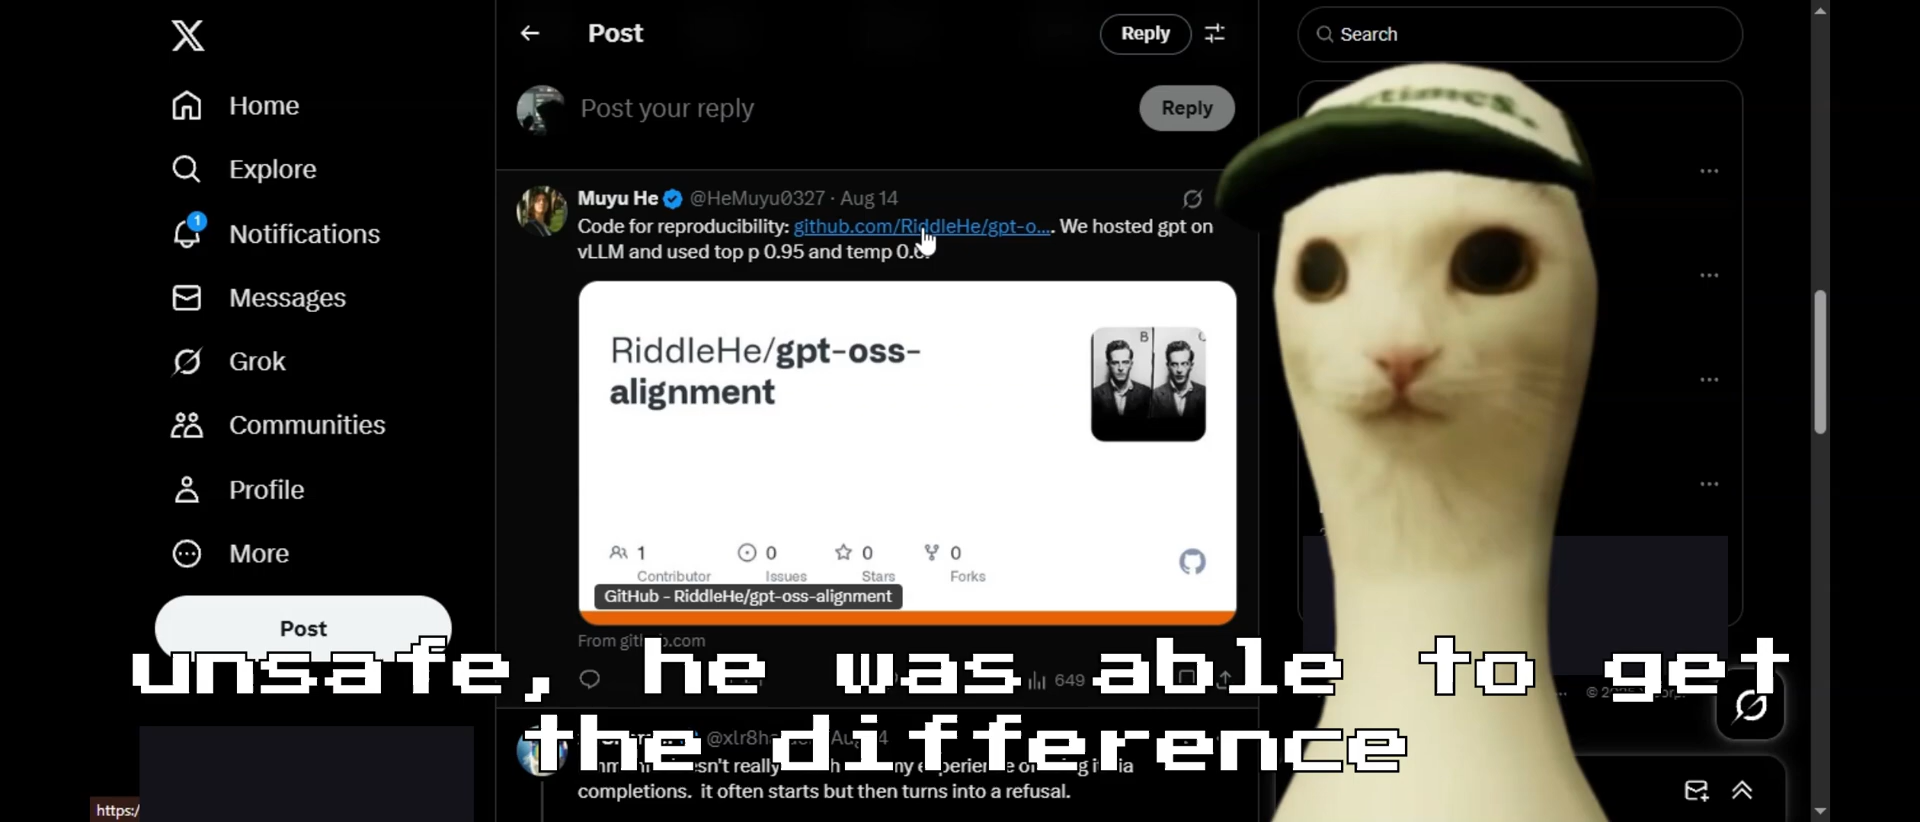 Home
Explore
1
Notifications
Messages
Grok
Communities
Profile
More
Post
https:/
Post
Reply
Post your reply
Reply
Muyu He @HeMuyu0327 · Aug 14
Code for reproducibility: github.com/RiddleHe/gpt-o.... We hosted gpt on
vLLM and used top p 0.95 and temp
RiddleHe/gpt-oss-
alignment
B
1
Contributor
0
Issues
0
Stars
0
Forks
GitHub - RiddleHe/gpt-oss-alignment
From
649
unsafe, he was able to get
the difference
completions. it often starts but then turns into a refusal.
Search
times.